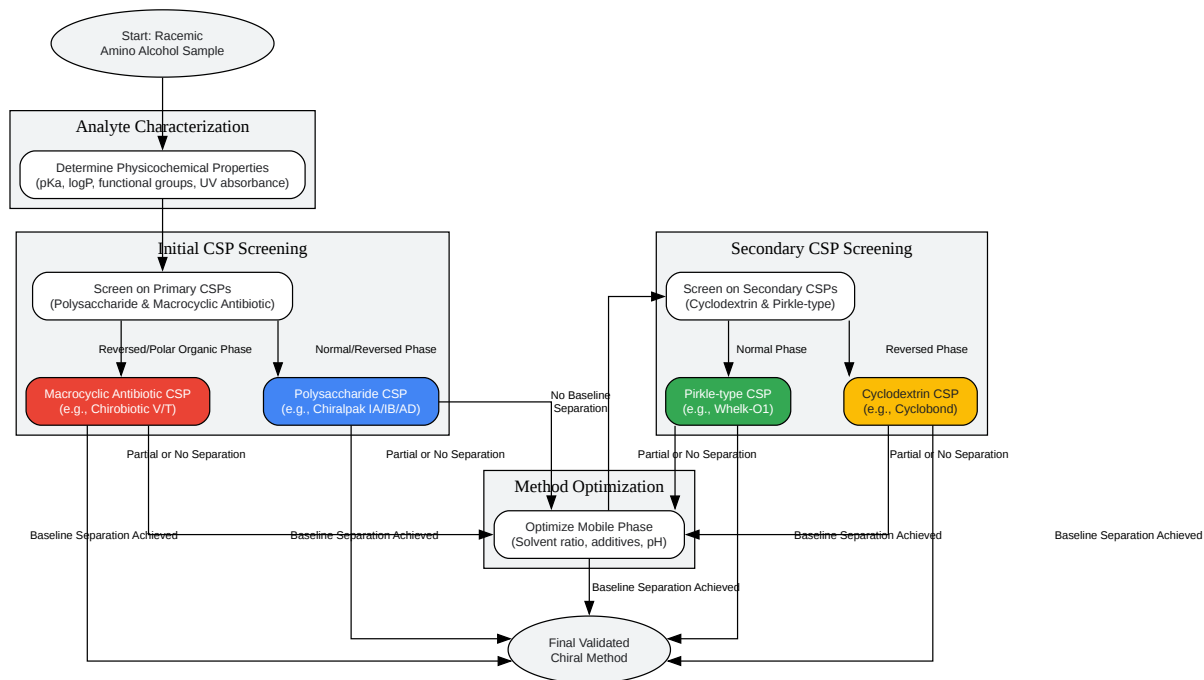 Start: Racemic
Amino Alcohol Sample
Analyte Characterization
Determine Physicochemical Properties
(pKa, logP, functional groups, UV absorbance)
Initial CSP Screening
Screen on Primary CSPs
(Polysaccharide & Macrocyclic Antibiotic)
Reversed/Polar Organic Phase
Normal/Reversed Phase
Macrocyclic Antibiotic CSP
(e.g., Chirobiotic V/T)
Polysaccharide CSP
(e.g., Chiralpak IA/IB/AD)
Secondary CSP Screening
Screen on Secondary CSPs
(Cyclodextrin & Pirkle-type)
Normal Phase
Reversed Phase
Pirkle-type CSP
(e.g., Whelk-O1)
Cyclodextrin CSP
(e.g., Cyclobond)
No Baseline
Separation
Partial or No Separation
Partial or No Separation
Partial or No Separation
Partial or No Separation
Method Optimization
Optimize Mobile Phase
(Solvent ratio, additives, pH)
Baseline Separation Achieved
Baseline Separation Achieved
Baseline Separation Achieved
Baseline Separation Achieved
Baseline Separation Achieved
Final Validated
Chiral Method